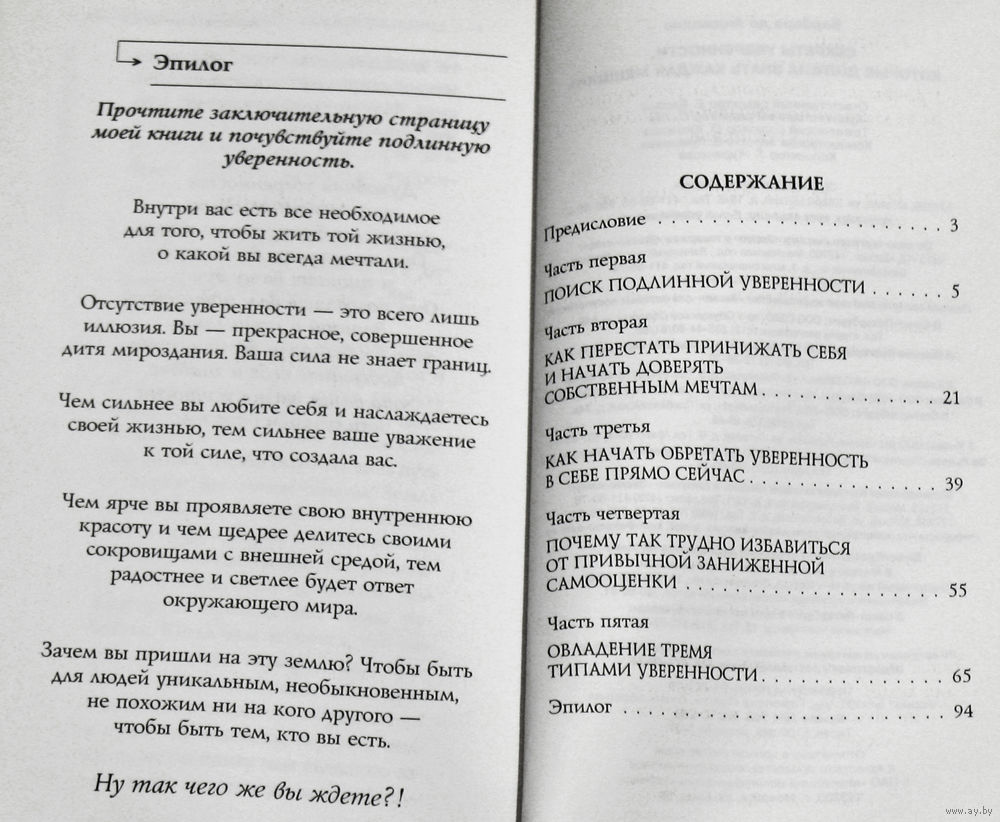 Эпилог
Прочтите заключительную страницу
моей книги и почувствуйте подлинную
уверенность.
Внутри вас есть все необходимое
для того, чтобы жить той жизнью,
о какой вы всегда мечтали.
Отсутствие уверенности — это всего лишь
иллюзия. Вы — прекрасное, совершенное
дитя мироздания. Ваша сила не знает границ.
Чем сильнее вы любите себя и наслаждаетесь
своей жизнью, тем сильнее ваше уважение
к той силе, что создала вас.
Чем ярче вы проявляете свою внутреннюю
красоту и чем щедрее делитесь своими
сокровищами с внешней средой, тем
радостнее и светлее будет ответ
окружающего мира.
Зачем вы пришли на эту землю? Чтобы быть
для людей уникальным, необыкновенным,
не похожим ни на кого другого —
чтобы быть тем, кто вы есть.
Ну так чего же вы ждете?!
СОДЕРЖАНИЕ
Предисловие . . . . . . . . . . . . . . . . . . . . . 3
Часть первая
ПОИСК ПОДЛИННОЙ УВЕРЕННОСТИ . . . . . . 5
Часть вторая
КАК ПЕРЕСТАТЬ ПРИНИЖАТЬ СЕБЯ
И НАЧАТЬ ДОВЕРЯТЬ
СОБСТВЕННЫМ МЕЧТАМ . . . . . . . . . . . . . 21
Часть третья
КАК НАЧАТЬ ОБРЕТАТЬ УВЕРЕННОСТЬ
В СЕБЕ ПРЯМО СЕЙЧАС . . . . . . . . . . . . . . 39
Часть четвертая
ПОЧЕМУ ТАК ТРУДНО ИЗБАВИТЬСЯ
ОТ ПРИВЫЧНОЙ ЗАНИЖЕННОЙ
САМООЦЕНКИ . . . . . . . . . . . . . . . . . . . 55
Часть пятая
ОВЛАДЕНИЕ ТРЕМЯ
ТИПАМИ УВЕРЕННОСТИ . . . . . . . . . . . . . 65
Эпилог . . . . . . . . . . . . . . . . . . . . . . . 94
www.ay.by